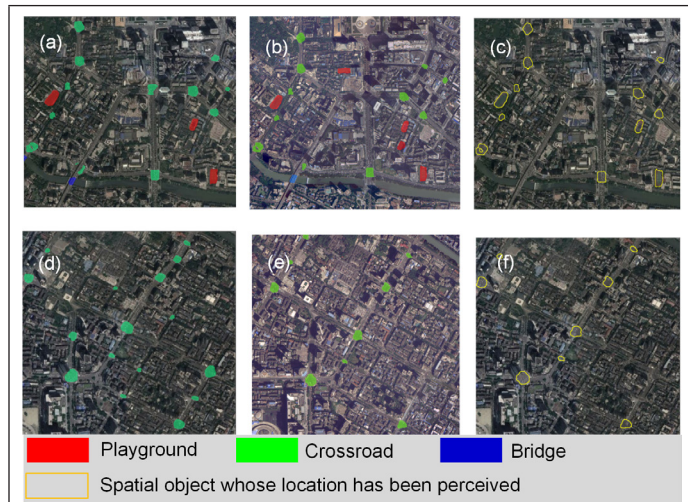 (a)
(b)
(c)
(d)
(e)
(f)
Playground
Crossroad
Bridge
Spatial object whose location has been perceived